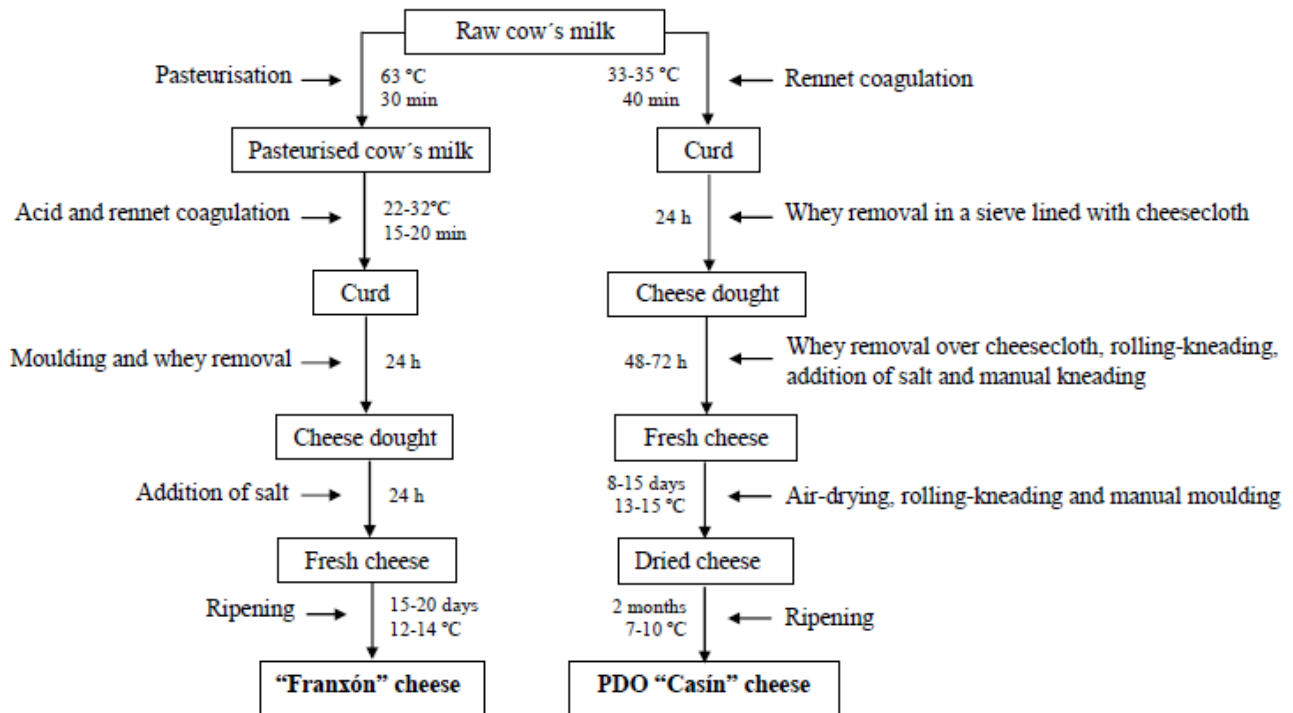 Raw cow´s milk
Pasteurisation
63 °C
30 min
33-35 °C
40 min
Rennet coagulation
Pasteurised cow´s milk
Curd
Acid and rennet coagulation
22-32°C
15-20 min
24 h
Whey removal in a sieve lined with cheesecloth
Curd
Cheese dought
Moulding and whey removal
24 h
48-72 h
Whey removal over cheesecloth, rolling-kneading,
addition of salt and manual kneading
Cheese dought
Fresh cheese
Addition of salt
24 h
8-15 days
13-15 °C
Air-drying, rolling-kneading and manual moulding
Fresh cheese
Dried cheese
Ripening
15-20 days
12-14 °C
2 months
7-10 °C
Ripening
“Franxón” cheese
PDO “Casín” cheese